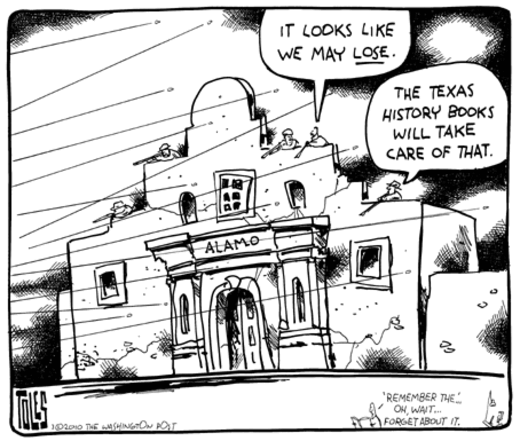 IT LOOKS LIKE
WE MAY LOSE.
THE TEXAS
HISTORY BOOKS
WILL TAKE
CARE OF THAT.
ALAMO
TOLES
©2010 THE WASHINGTON POST
'REMEMBER THE...'
OH, WAIT...
FORGET ABOUT IT.